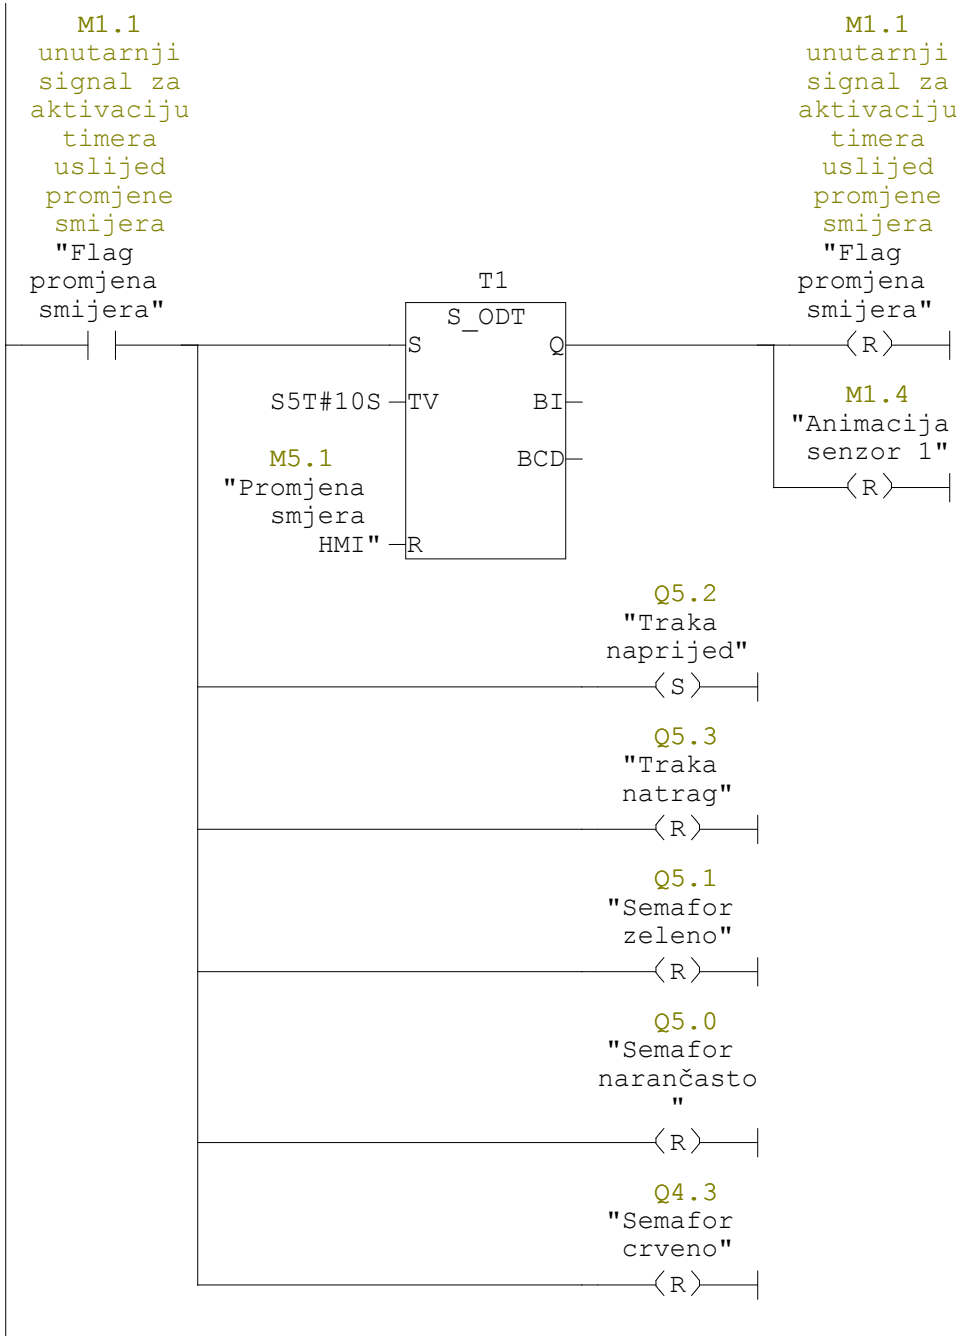 M1.1
unutarnji
signal za
aktivaciju
timera
uslijed
promjene
smijera
"Flag
promjena
smijera"
M1.1
unutarnji
signal za
aktivaciju
timera
uslijed
promjene
smijera
"Flag
promjena
smijera"
T1
S_ODT
S
Q
(R)
S5T#10S
TV
BI
M1.4
"Animacija
senzor 1"
(R)
M5.1
"Promjena
smjera
HMI"
BCD
R
Q5.2
"Traka
naprijed"
(S)
Q5.3
"Traka
natrag"
(R)
Q5.1
"Semafor
zeleno"
(R)
Q5.0
"Semafor
narančasto
"
(R)
Q4.3
"Semafor
crveno"
(R)